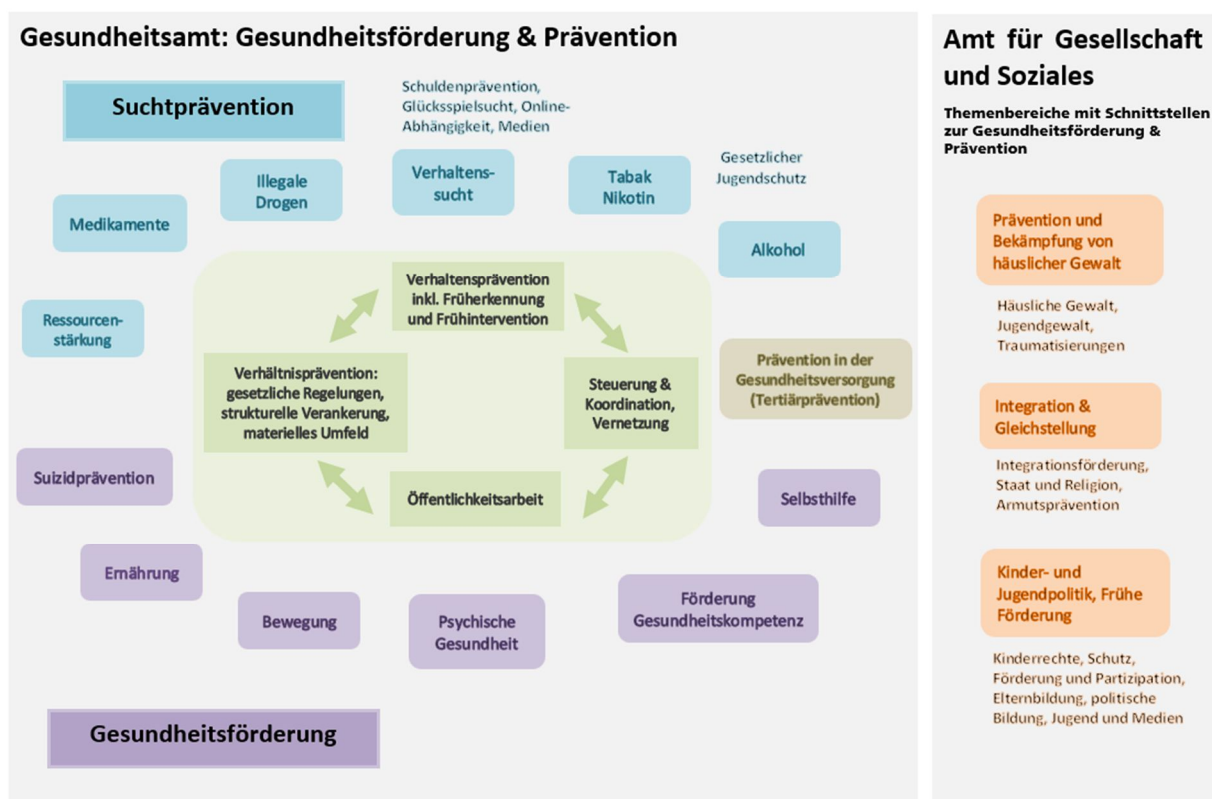 Gesundheitsamt: Gesundheitsförderung & Prävention
Suchtprävention
Schuldenprävention,
Glücksspielsucht, Online-
Abhängigkeit, Medien
Illegale
Drogen
Verhaltens-
sucht
Tabak
Nikotin
Gesetzlicher
Jugendschutz
Medikamente
Alkohol
Ressourcen-
stärkung
Verhaltensprävention
inkl. Früherkennung
und Frühintervention
Verhältnisprävention:
gesetzliche Regelungen,
strukturelle Verankerung,
materielles Umfeld
Steuerung &
Koordination,
Vernetzung
Prävention in der
Gesundheitsversorgung
(Tertiärprävention)
Öffentlichkeitsarbeit
Suizidprävention
Selbsthilfe
Ernährung
Bewegung
Psychische
Gesundheit
Förderung
Gesundheitskompetenz
Gesundheitsförderung
Amt für Gesellschaft
und Soziales
Themenbereiche mit Schnittstellen
zur Gesundheitsförderung &
Prävention
Prävention und
Bekämpfung von
häuslicher Gewalt
Häusliche Gewalt,
Jugendgewalt,
Traumatisierungen
Integration &
Gleichstellung
Integrationsförderung,
Staat und Religion,
Armutsprävention
Kinder- und
Jugendpolitik, Frühe
Förderung
Kinderrechte, Schutz,
Förderung und Partizipation,
Elternbildung, politische
Bildung, Jugend und Medien